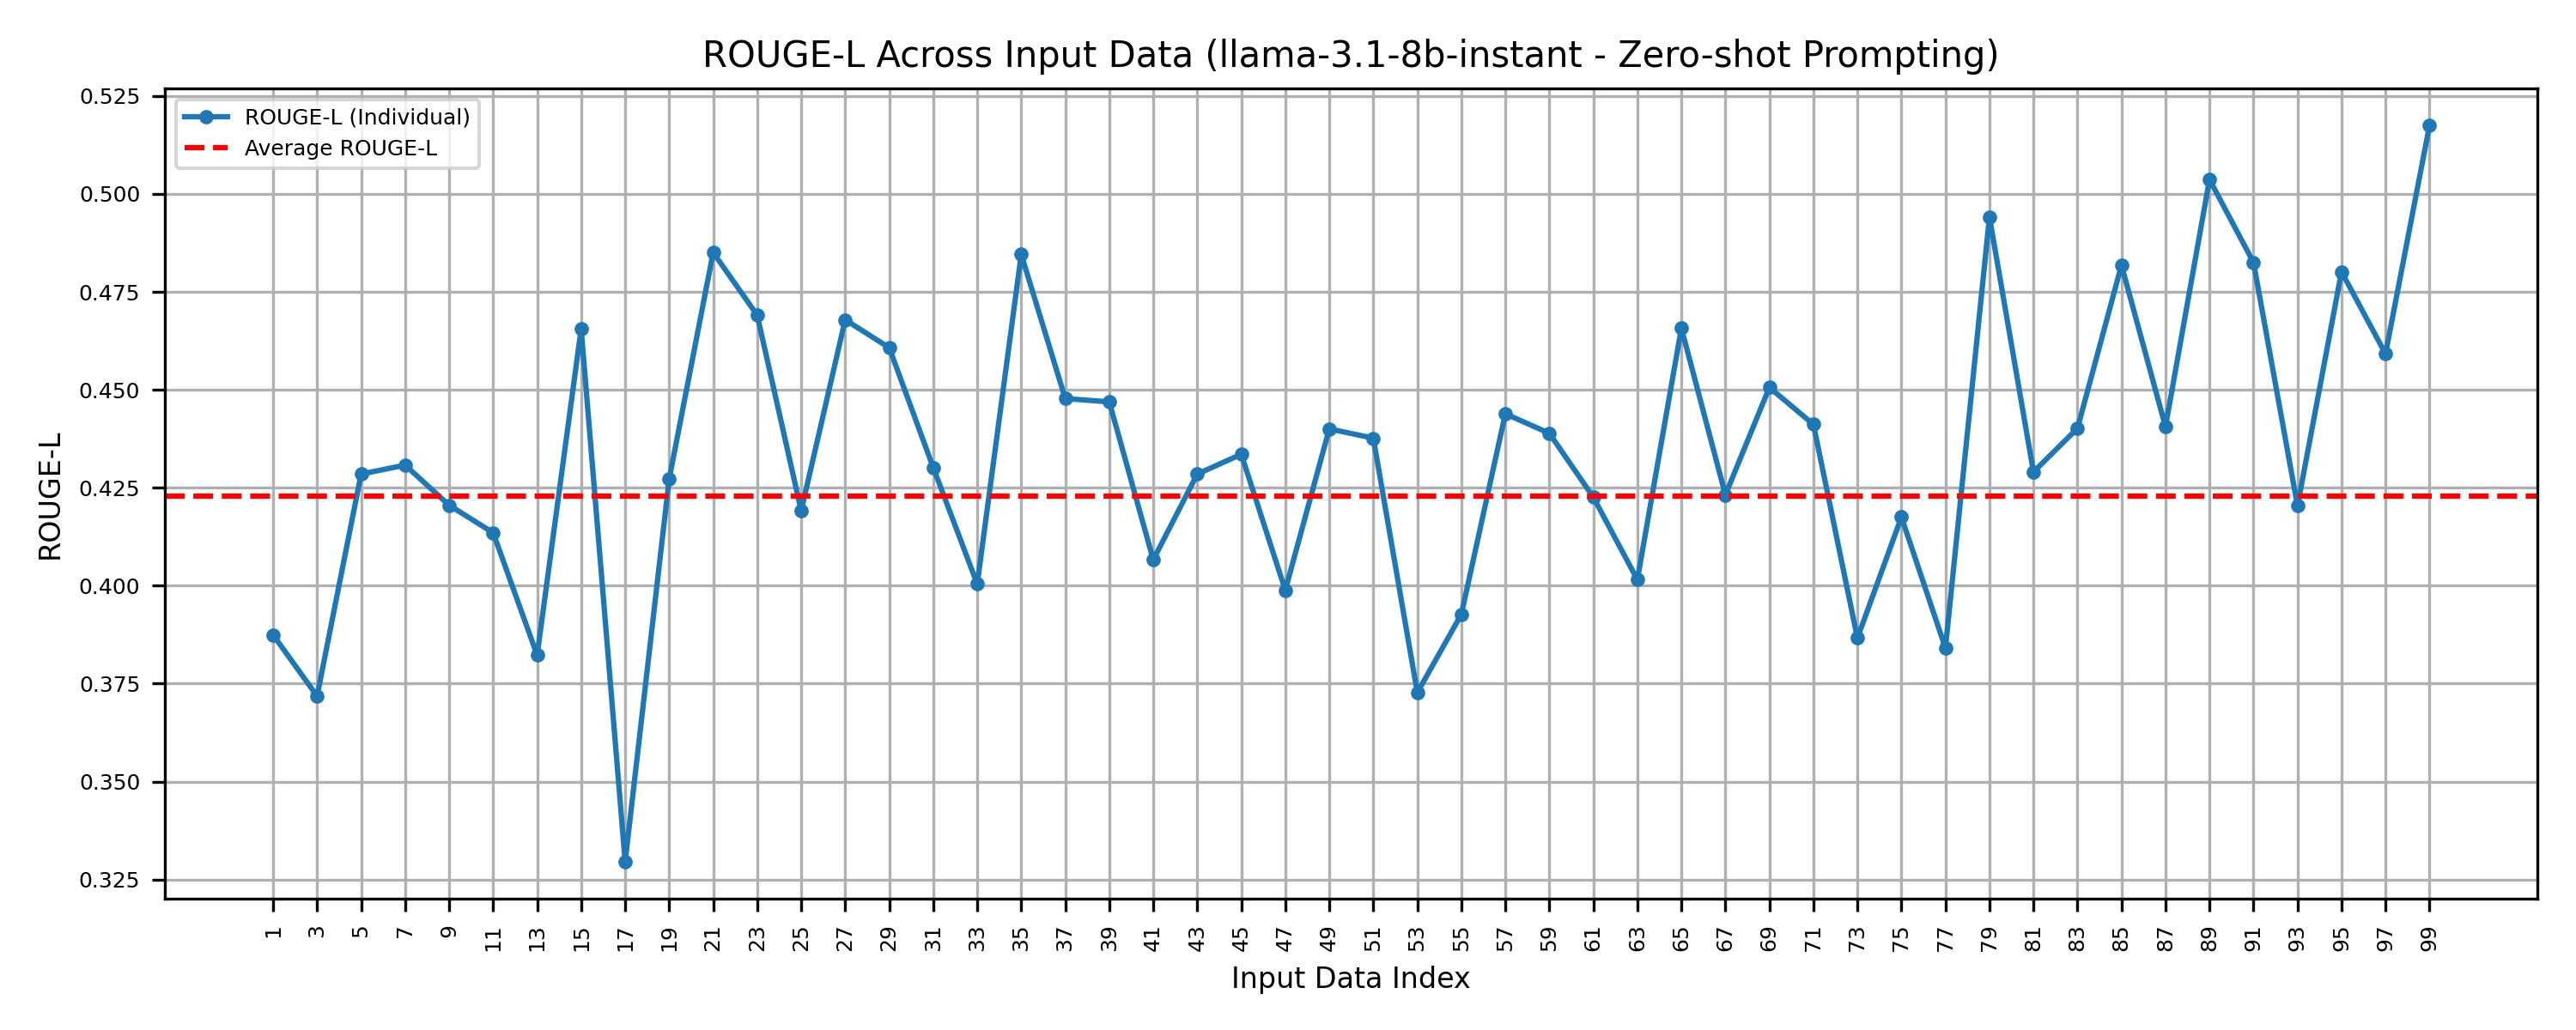 ROUGE-L Across Input Data (llama-3.1-8b-instant - Zero-shot Prompting)
ROUGE-L (Individual)
Average ROUGE-L
ROUGE-L
0.525
0.500
0.475
0.450
0.425
0.400
0.375
0.350
0.325
1 3 5 7 9 11 13 15 17 19 21 23 25 27 29 31 33 35 37 39 41 43 45 47 49 51 53 55 57 59 61 63 65 67 69 71 73 75 77 79 81 83 85 87 89 91 93 95 97 99
Input Data Index